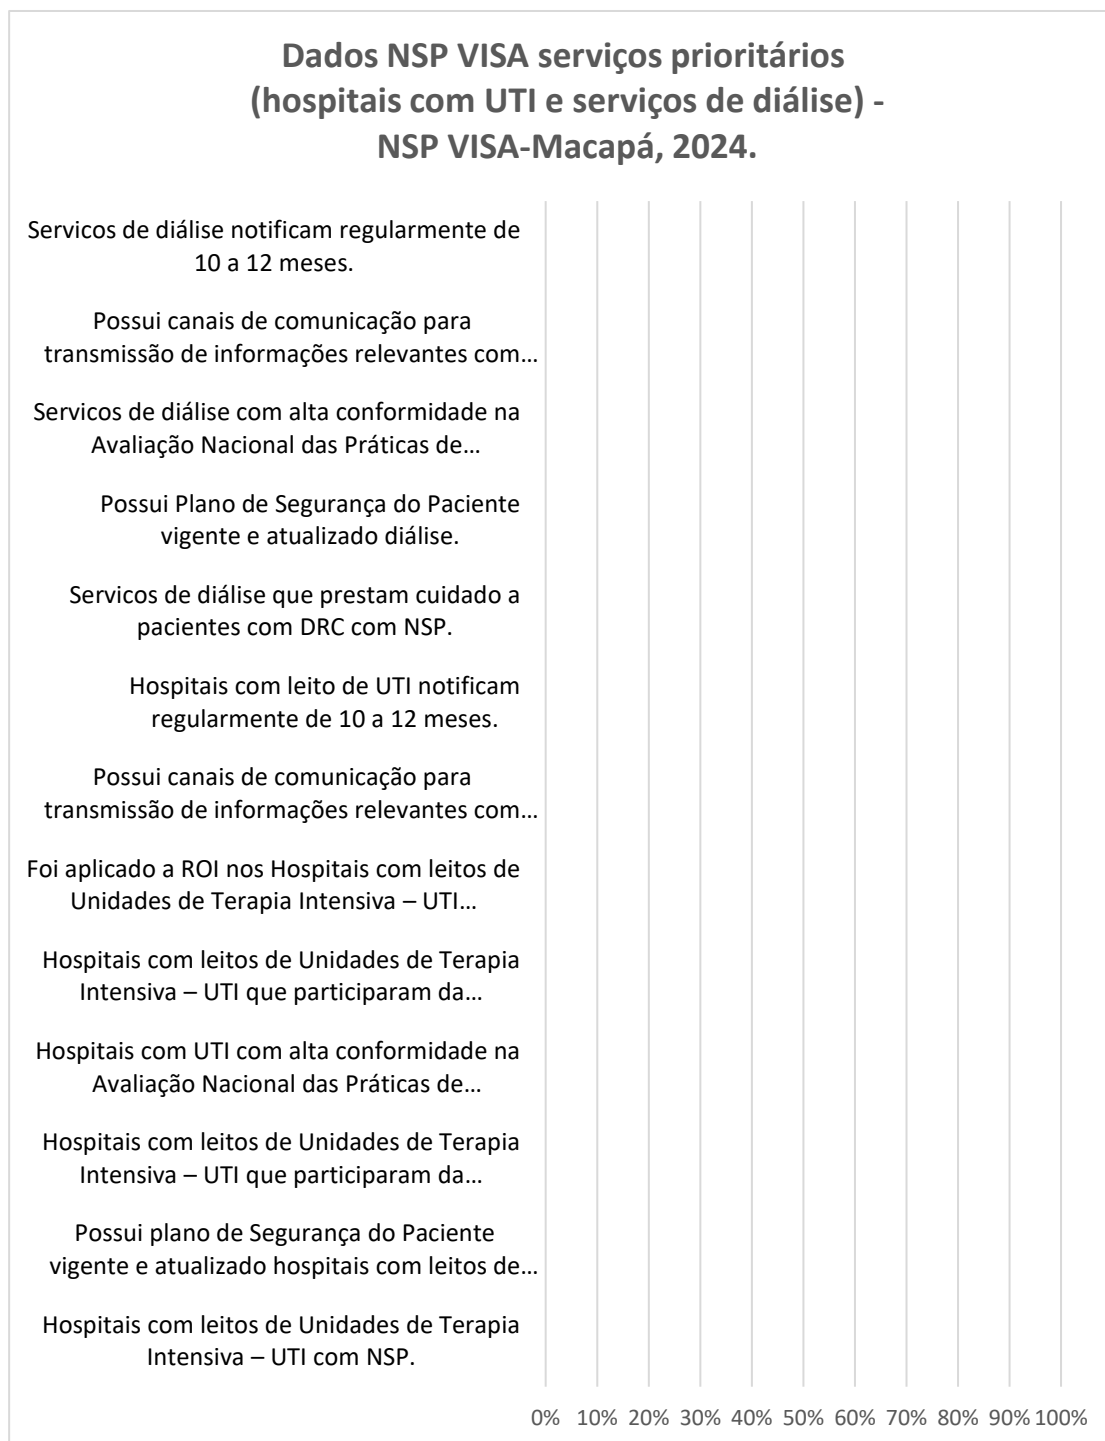 Dados NSP VISA serviços prioritários
(hospitais com UTI e serviços de diálise) -
NSP VISA-Macapá, 2024.
Servicos de diálise notificam regularmente de
10 a 12 meses.
Possui canais de comunicação para
transmissão de informações relevantes com...
Servicos de diálise com alta conformidade na
Avaliação Nacional das Práticas de...
Possui Plano de Segurança do Paciente
vigente e atualizado diálise.
Servicos de diálise que prestam cuidado a
pacientes com DRC com NSP.
Hospitais com leito de UTI notificam
regularmente de 10 a 12 meses.
Possui canais de comunicação para
transmissão de informações relevantes com...
Foi aplicado a ROI nos Hospitais com leitos de
Unidades de Terapia Intensiva – UTI...
Hospitais com leitos de Unidades de Terapia
Intensiva – UTI que participaram da...
Hospitais com UTI com alta conformidade na
Avaliação Nacional das Práticas de...
Hospitais com leitos de Unidades de Terapia
Intensiva – UTI que participaram da...
Possui plano de Segurança do Paciente
vigente e atualizado hospitais com leitos de...
Hospitais com leitos de Unidades de Terapia
Intensiva – UTI com NSP.
0% 10% 20% 30% 40% 50% 60% 70% 80% 90% 100%